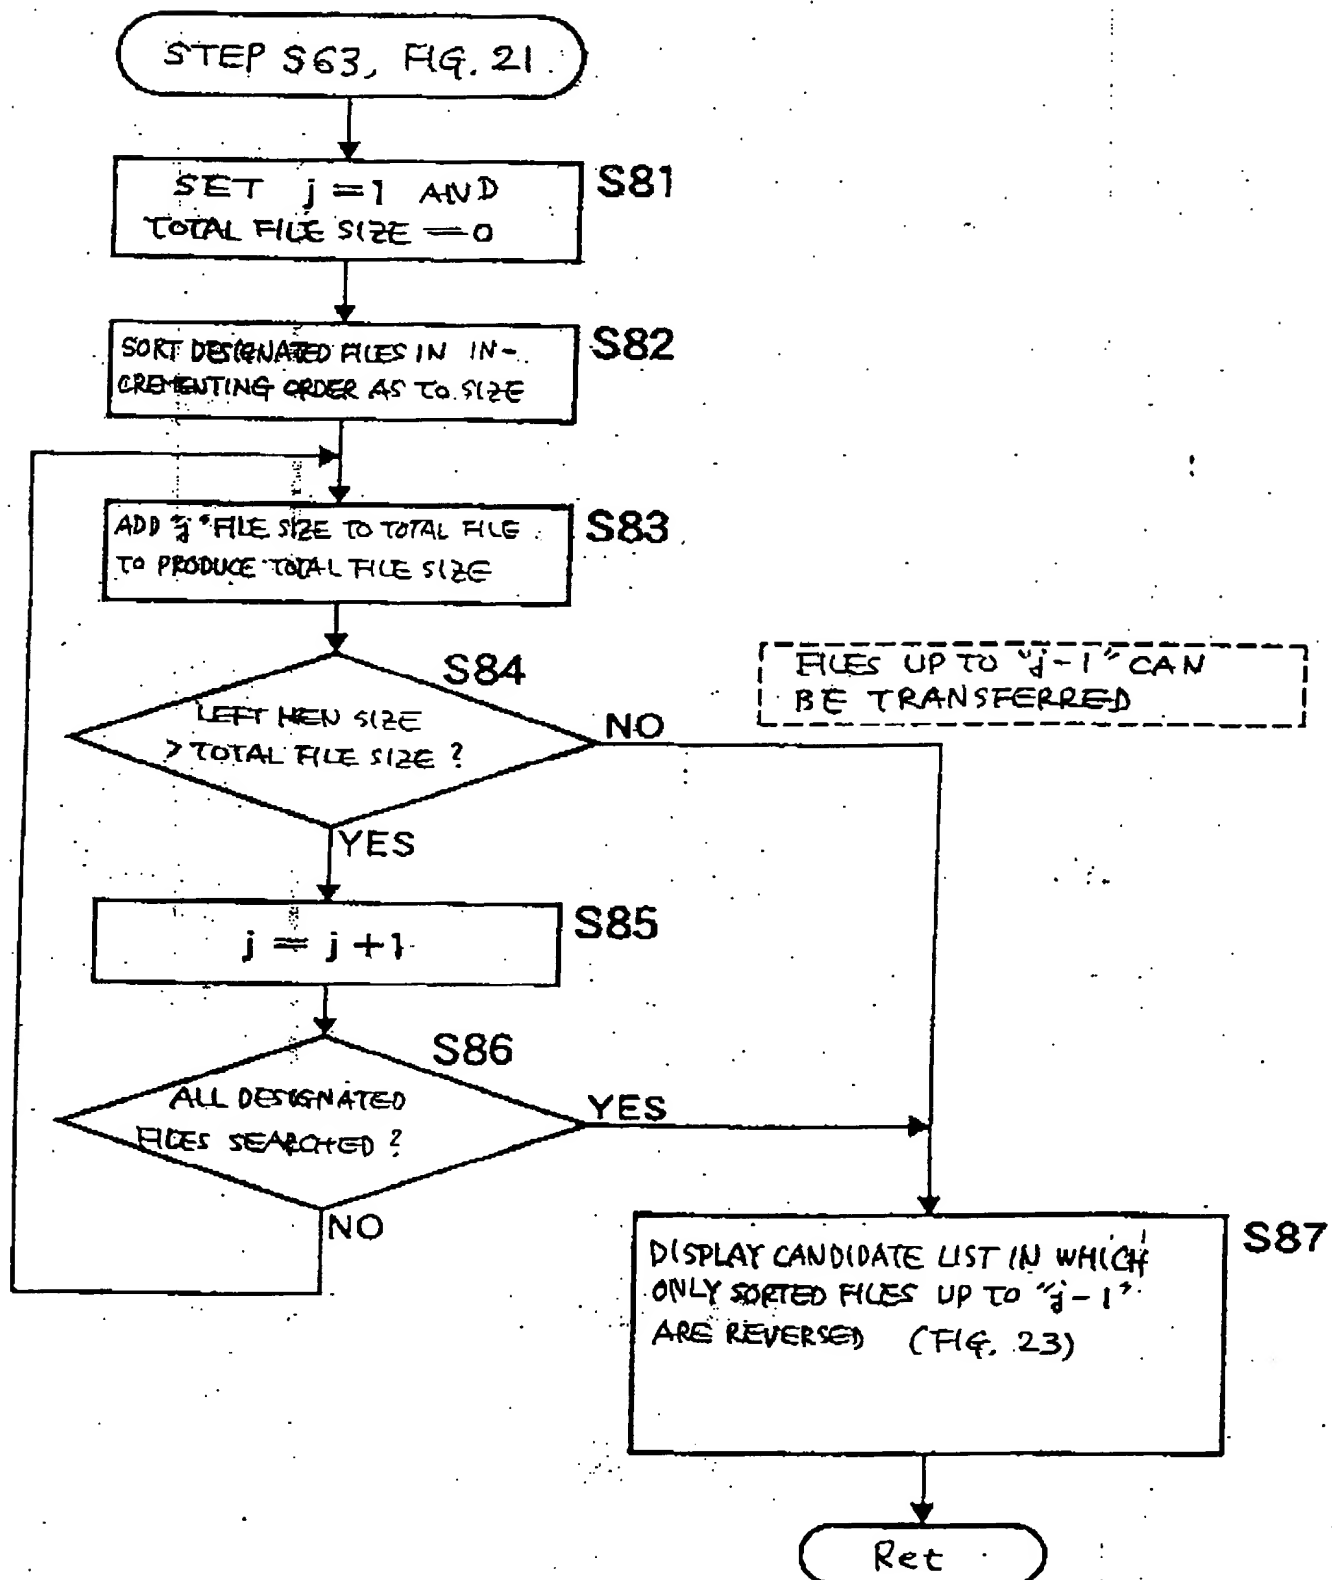 STEP S63, FIG. 21
S81
SET j=1 AND
TOTAL FILE SIZE =0
S82
SORT DESIGNATED FILES IN IN-
CREMENTING ORDER AS TO SIZE
S83
ADD "j" FILE SIZE TO TOTAL FILE
TO PRODUCE TOTAL FILE SIZE
S84
LEFT MEN SIZE
> TOTAL FILE SIZE ?
NO
FILES UP TO "j-1" CAN
BE TRANSFERRED
YES
S85
j = j+1
S86
ALL DESIGNATED
FILES SEARCHED ?
YES
NO
S87
DISPLAY CANDIDATE LIST IN WHICH
ONLY SORTED FILES UP TO "j-1"
ARE REVERSED (FIG. 23)
Ret